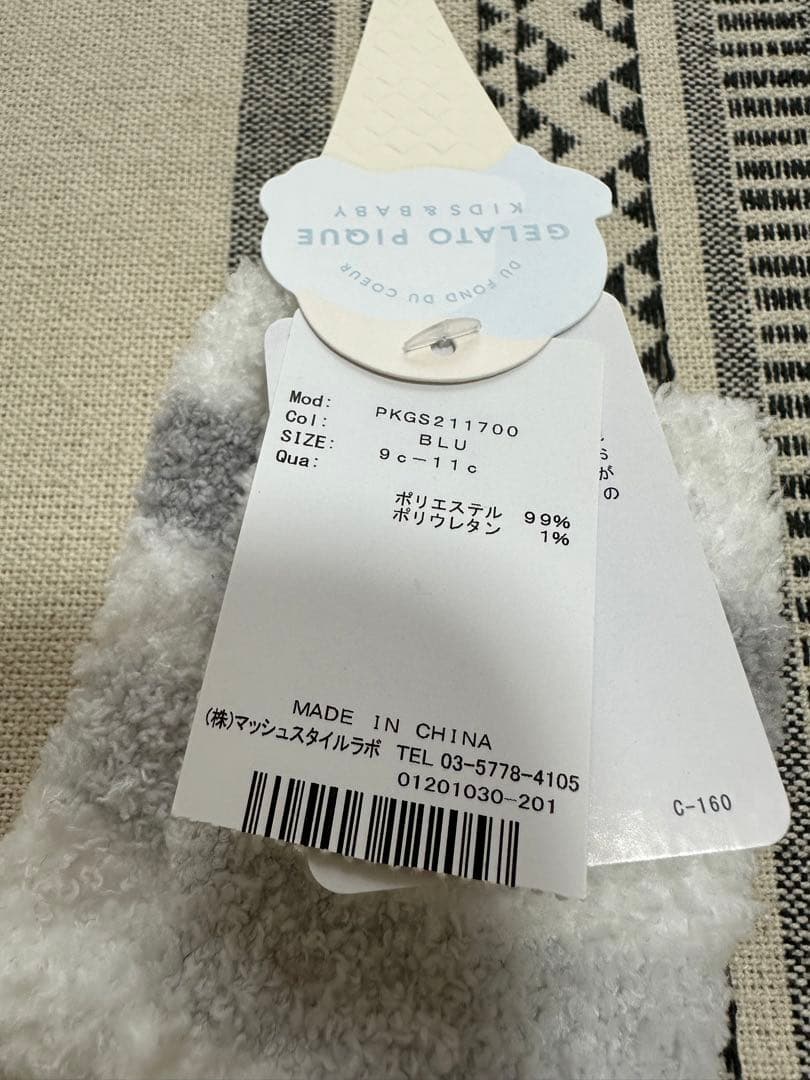 GELATO PIQUE
KIDS & BABY
DU FOND DU COEUR
Mod: PKGS211700
Col: BLU
SIZE: 9c-11c
Qua:
ポリエステル 99%
ポリウレタン 1%
MADE IN CHINA
(株)マッシュスタイルラボ TEL 03-5778-4105
01201030-201
が
の
C-160